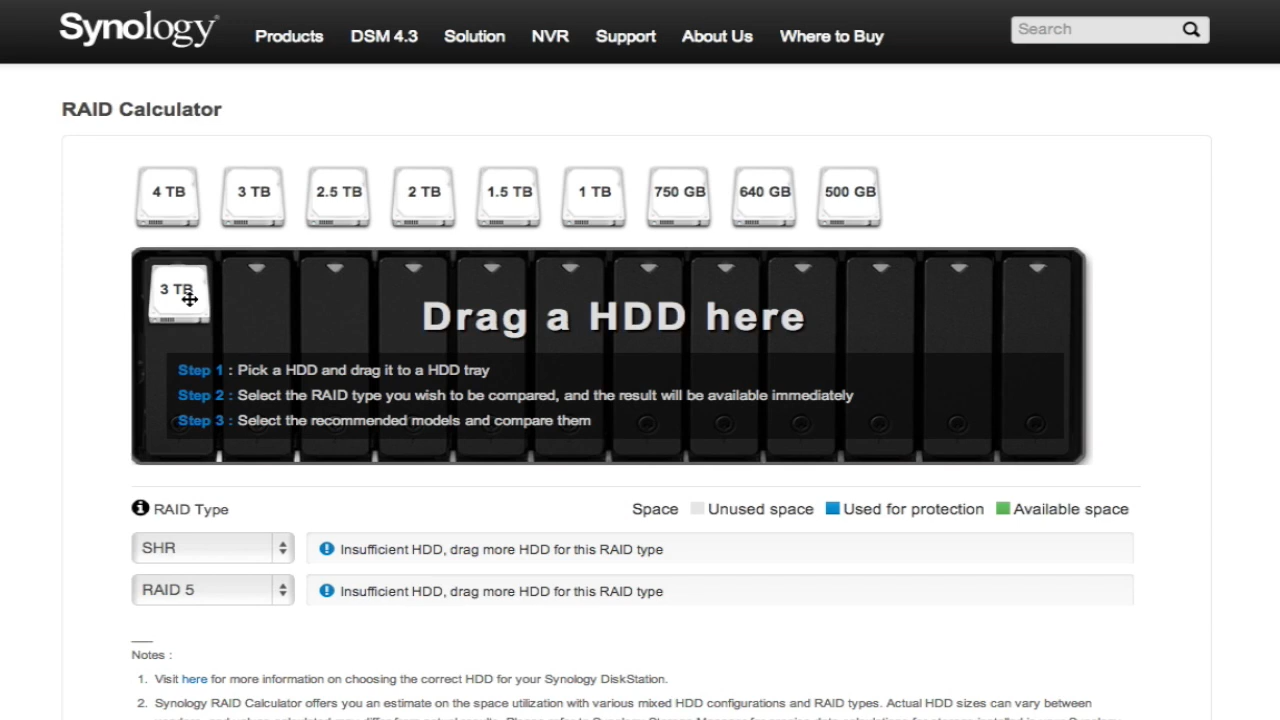 Synology
Products DSM 4.3 Solution NVR Support About Us Where to Buy
Search
RAID Calculator
4 TB 3 TB 2.5 TB 2 TB 1.5 TB 1 TB 750 GB 640 GB 500 GB
3 TB
Drag a HDD here
Step 1 : Pick a HDD and drag it to a HDD tray
Step 2 : Select the RAID type you wish to be compared, and the result will be available immediately
Step 3 : Select the recommended models and compare them
RAID Type Space Unused space Used for protection Available space
SHR Insufficient HDD, drag more HDD for this RAID type
RAID 5 Insufficient HDD, drag more HDD for this RAID type
Notes :
1. Visit here for more information on choosing the correct HDD for your Synology DiskStation.
2. Synology RAID Calculator offers you an estimate on the space utilization with various mixed HDD configurations and RAID types. Actual HDD sizes can vary between